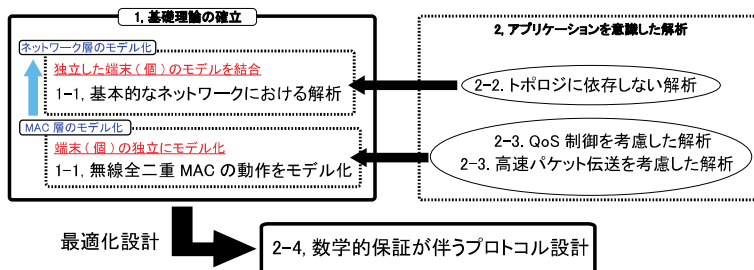 1, 基礎理論の確立
ネットワーク層のモデル化
独立した端末(個)のモデルを結合
1-1, 基本的なネットワークにおける解析
MAC 層のモデル化
端末(個)の独立にモデル化
1-1, 無線全二重 MAC の動作をモデル化
2, アプリケーションを意識した解析
2-2. トポロジに依存しない解析
2-3. QoS 制御を考慮した解析
2-3. 高速パケット伝送を考慮した解析
最適化設計
2-4, 数学的保証が伴うプロトコル設計